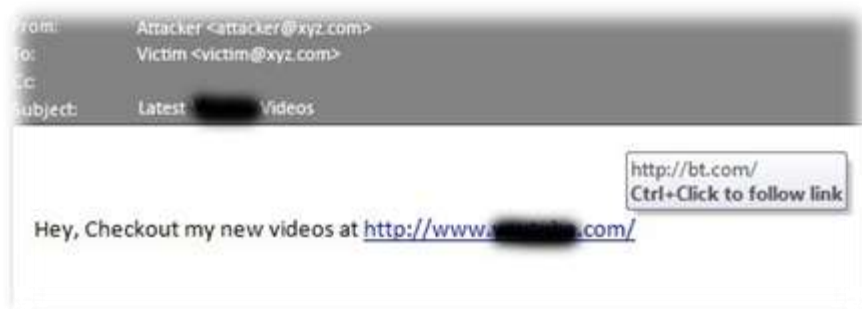 From: Attacker <attacker@xyz.com>
To: Victim <victim@xyz.com>
Cc:
Subject: Latest Videos
http://bt.com/
Ctrl+Click to follow link
Hey, Checkout my new videos at http://www. .com/